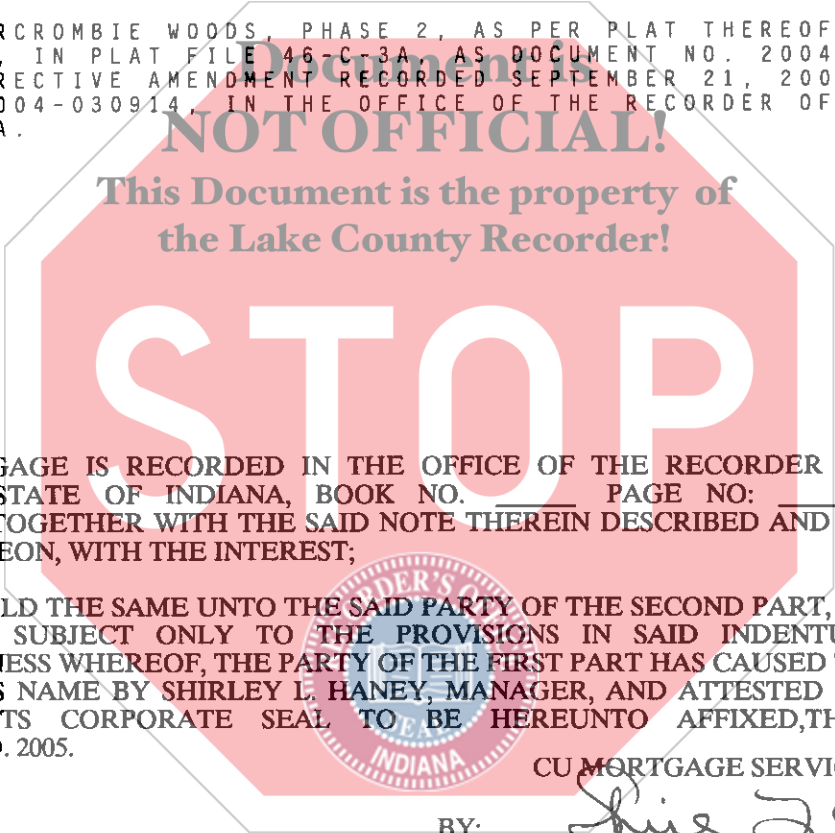 RCROMBIE WOODS, PHASE 2, AS PER PLAT THEREOF
, IN PLAT FILE 46-C-3A, AS DOCUMENT NO. 2004
RECTIVE AMENDMENT RECORDED SEPTEMBER 21, 200
004-030914, IN THE OFFICE OF THE RECORDER OF
A.
Document is
NOT OFFICIAL!
This Document is the property of
the Lake County Recorder!
STOP
GAGE IS RECORDED IN THE OFFICE OF THE RECORDER
STATE OF INDIANA, BOOK NO. ____ PAGE NO: ____
TOGETHER WITH THE SAID NOTE THEREIN DESCRIBED AND
EON, WITH THE INTEREST;
LD THE SAME UNTO THE SAID PARTY OF THE SECOND PART,
SUBJECT ONLY TO THE PROVISIONS IN SAID INDENTU
NESS WHEREOF, THE PARTY OF THE FIRST PART HAS CAUSED
S NAME BY SHIRLEY L. HANEY, MANAGER, AND ATTESTED
TS CORPORATE SEAL TO BE HEREUNTO AFFIXED,TH
. 2005.
RECORDER'S OFFICE
SEAL
INDIANA
CU MORTGAGE SERVI
BY: